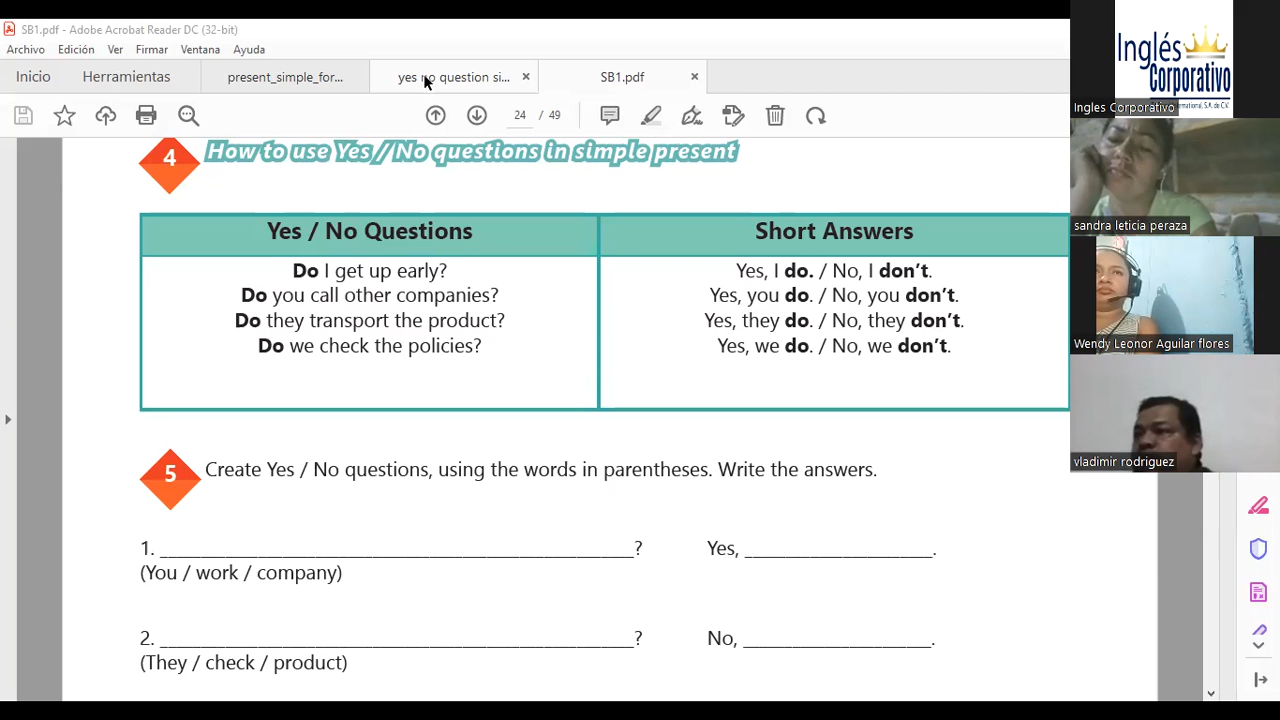 SB1.pdf - Adobe Acrobat Reader DC (32-bit)
Archivo Edición Ver Firmar Ventana Ayuda
Inicio Herramientas present_simple_for... yes no question si... SB1.pdf
24 / 49
4 How to use Yes / No questions in simple present
Yes / No Questions Short Answers
Do I get up early? Yes, I do. / No, I don't.
Do you call other companies? Yes, you do. / No, you don't.
Do they transport the product? Yes, they do. / No, they don't.
Do we check the policies? Yes, we do. / No, we don't.
5 Create Yes / No questions, using the words in parentheses. Write the answers.
1. ______________________________________________? Yes, __________________.
(You / work / company)
2. ______________________________________________? No, __________________.
(They / check / product)
Inglés
Corporativo
International, S.A. de C.V.
Ingles Corporativo
sandra leticia peraza
Wendy Leonor Aguilar flores
vladimir rodriguez